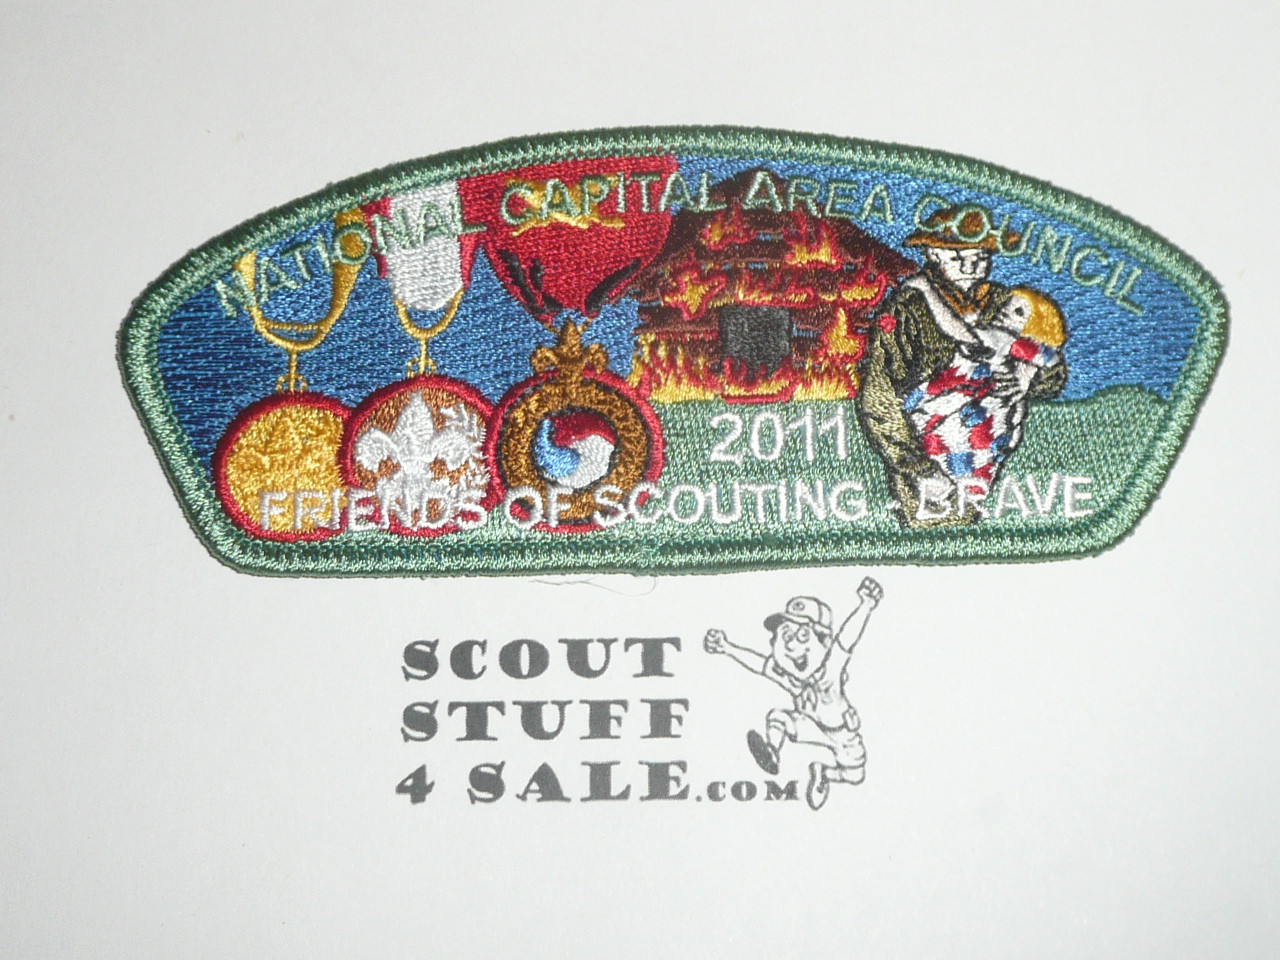 NATIONAL CAPITAL AREA COUNCIL
2011
FRIENDS OF SCOUTING - BRAVE
SCOUT
STUFF
4 SALE.COM